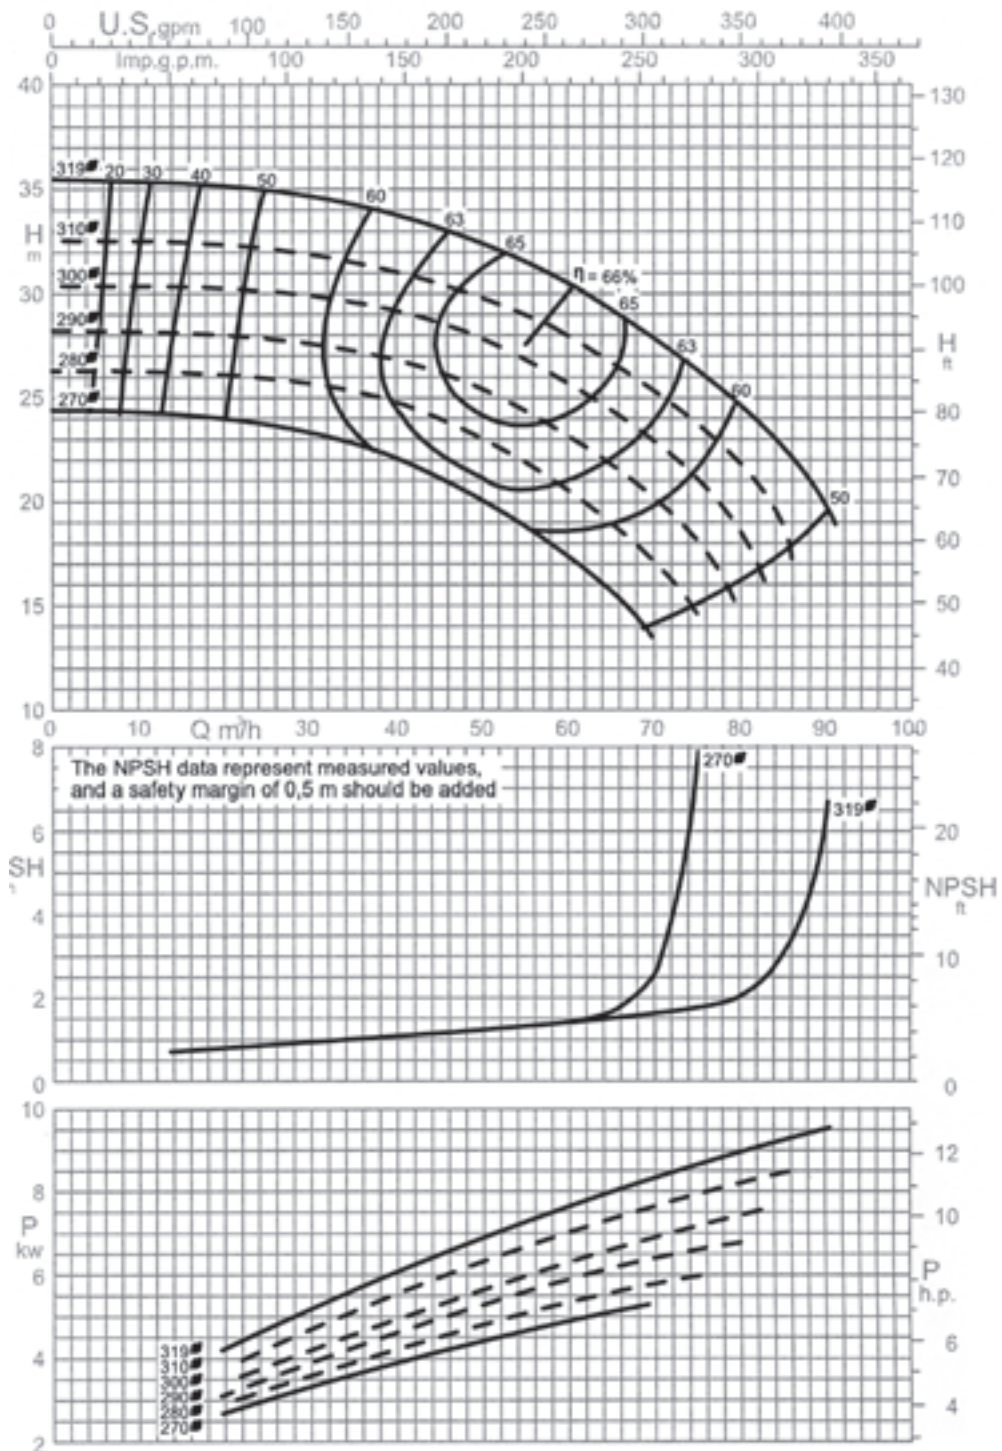 0 U.S.gpm 100 150 200 250 300 350 400
0 Imp.g.p.m. 100 150 200 250 300 350
40
130
319 20 30 40 50 60 63 65
120
35
110
H
m
310
η = 66%
100
300
30
65
290
H
ft
63
280
60
25
270
80
70
20
50
60
15
50
40
10
0 10 Q m³/h 30 40 50 60 70 80 90 100
8
The NPSH data represent measured values,
and a safety margin of 0,5 m should be added
270
319
6
20
SH
NPSH
ft
4
10
2
0
0
10
12
8
10
P
kw
6
P
h.p.
6
4
319
310
300
290
280
270
4
2